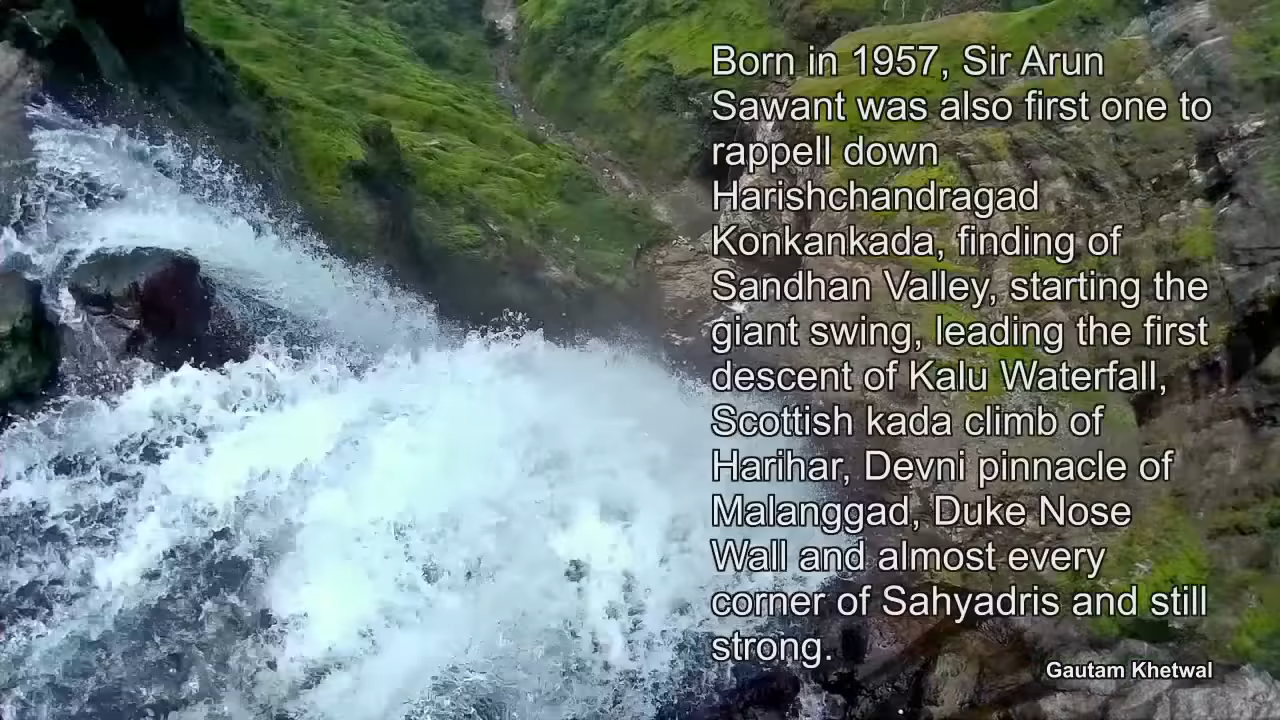 Born in 1957, Sir Arun
Sawant was also first one to
rappell down
Harishchandragad
Konkankada, finding of
Sandhan Valley, starting the
giant swing, leading the first
descent of Kalu Waterfall,
Scottish kada climb of
Harihar, Devni pinnacle of
Malanggad, Duke Nose
Wall and almost every
corner of Sahyadris and still
strong.
Gautam Khetwal